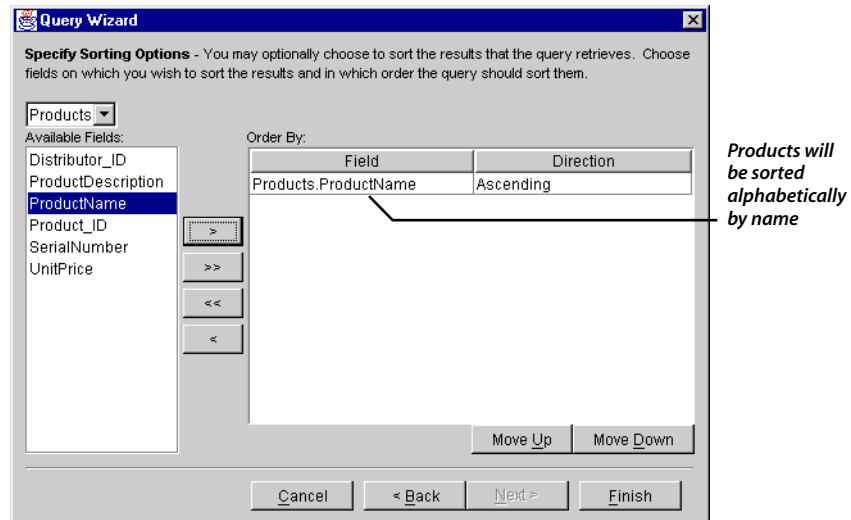 Query Wizard
Specify Sorting Options - You may optionally choose to sort the results that the query retrieves. Choose
fields on which you wish to sort the results and in which order the query should sort them.
Products
Available Fields:
Distributor_ID
ProductDescription
ProductName
Product_ID
SerialNumber
UnitPrice
>
>>
<<
<
Order By:
Field Direction
Products.ProductName Ascending
Move Up Move Down
Cancel < Back Next > Finish
Products will
be sorted
alphabetically
by name